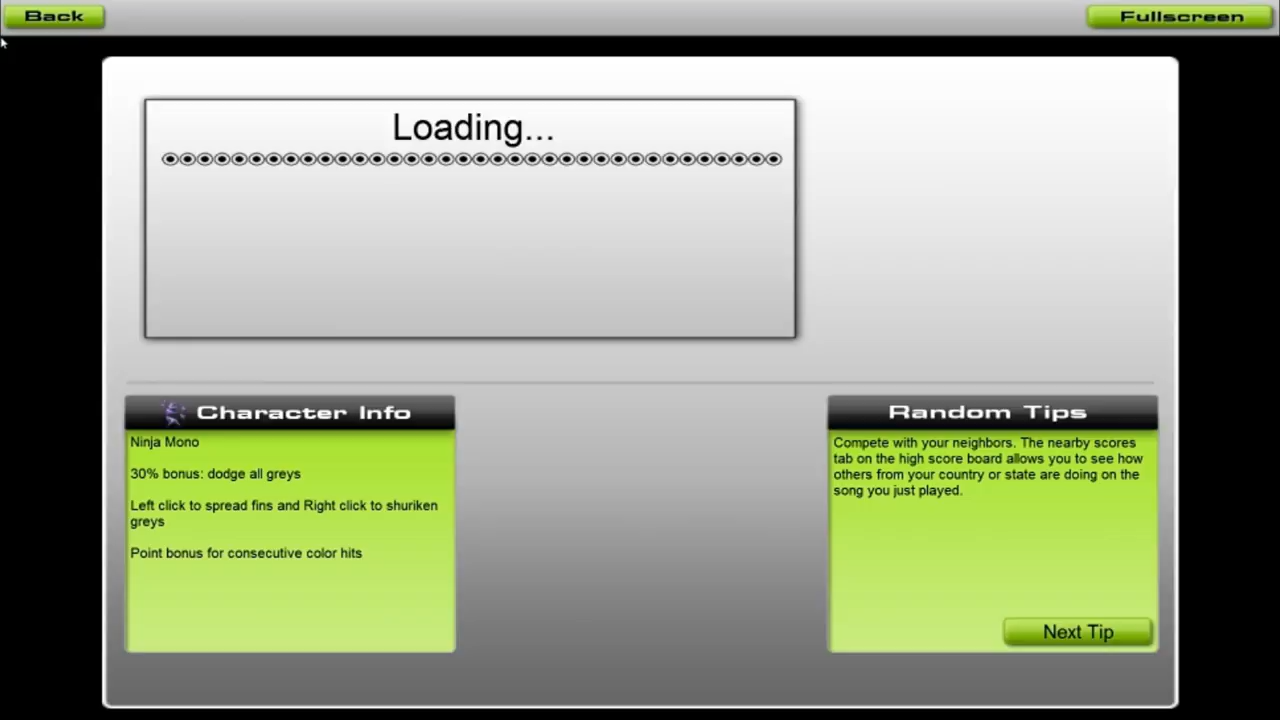 Back
Fullscreen
Loading...
Character Info
Ninja Mono
30% bonus: dodge all greys
Left click to spread fins and Right click to shuriken
greys
Point bonus for consecutive color hits
Random Tips
Compete with your neighbors. The nearby scores
tab on the high score board allows you to see how
others from your country or state are doing on the
song you just played.
Next Tip